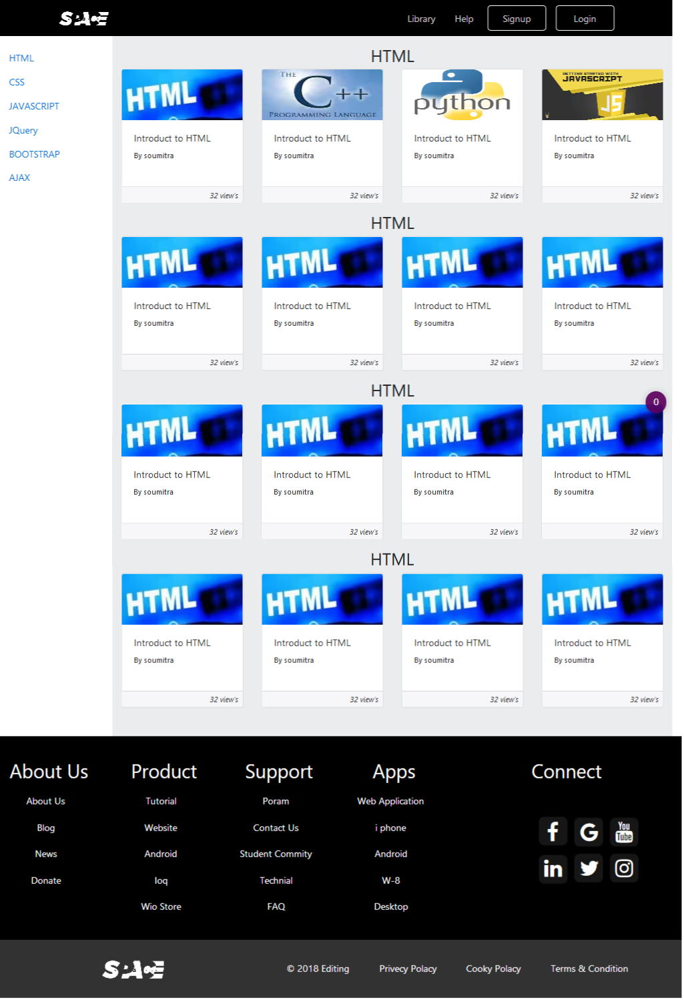 SPACE
Library Help Signup Login
HTML
CSS
JAVASCRIPT
JQuery
BOOTSTRAP
AJAX
HTML
HTML
THE
C++
PROGRAMMING LANGUAGE
python
GETTING STARTED WITH
JAVASCRIPT
JS
Introduct to HTML Introduct to HTML Introduct to HTML Introduct to HTML
By soumitra By soumitra By soumitra By soumitra
32 view's 32 view's 32 view's 32 view's
HTML
HTML HTML HTML HTML
Introduct to HTML Introduct to HTML Introduct to HTML Introduct to HTML
By soumitra By soumitra By soumitra By soumitra
32 view's 32 view's 32 view's 32 view's
HTML
0
HTML HTML HTML HTML
Introduct to HTML Introduct to HTML Introduct to HTML Introduct to HTML
By soumitra By soumitra By soumitra By soumitra
32 view's 32 view's 32 view's 32 view's
HTML
HTML HTML HTML HTML
Introduct to HTML Introduct to HTML Introduct to HTML Introduct to HTML
By soumitra By soumitra By soumitra By soumitra
32 view's 32 view's 32 view's 32 view's
About Us
About Us
Blog
News
Donate
Product
Tutorial
Website
Android
Ioq
Wio Store
Support
Poram
Contact Us
Student Commity
Technial
FAQ
Apps
Web Application
i phone
Android
W-8
Desktop
Connect
f G You Tube
in
SPACE © 2018 Editing Privecy Polacy Cooky Polacy Terms & Condition